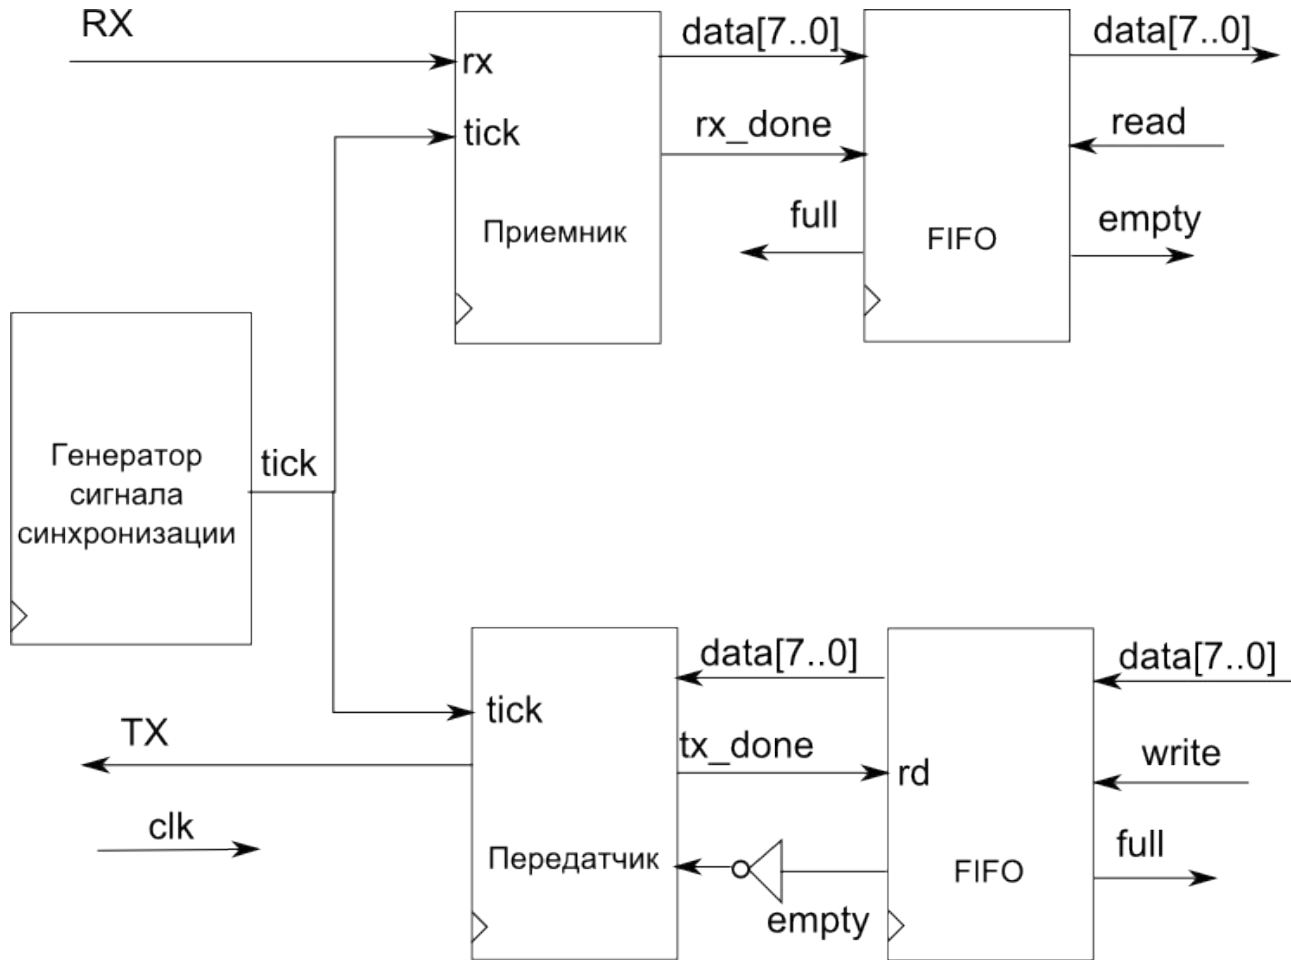 RX
data[7..0]
data[7..0]
rx
tick
rx_done
read
Приемник
full
FIFO
empty
Генератор
сигнала
синхронизации
tick
data[7..0]
data[7..0]
tick
TX
tx_done
rd
write
clk
Передатчик
FIFO
full
empty